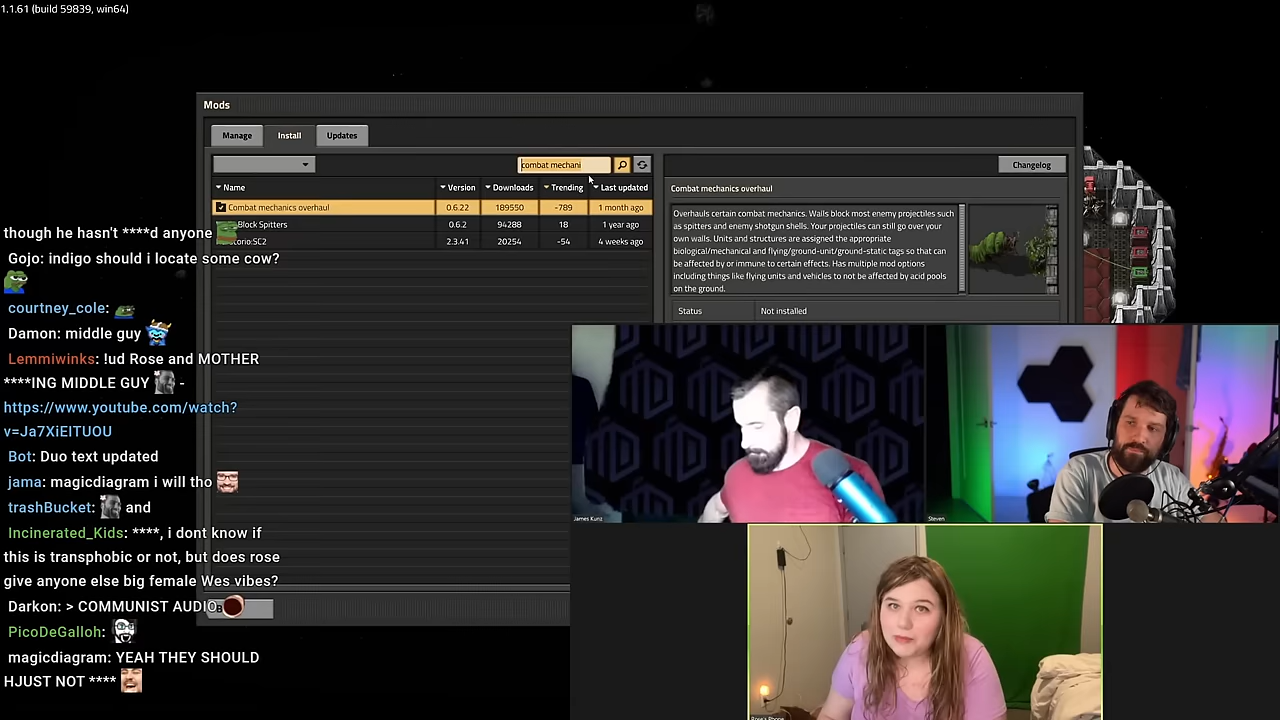 1.1.61 (build 59839, win64)
Mods
Manage
Install
Updates
combat mechani
Changelog
Name
Version
Downloads
Trending
Last updated
Combat mechanics overhaul
0.6.22
189550
-789
1 month ago
Block Spitters
0.6.2
94288
18
1 year ago
:SC2
2.3.41
20254
-54
4 weeks ago
Combat mechanics overhaul
Overhauls certain combat mechanics. Walls block most enemy projectiles such
as spitters and enemy shotgun shells. Your projectiles can still go over your
own walls. Units and structures are assigned the appropriate
biological/mechanical and flying/ground-unit/ground-static tags so that can
be affected by or immune to certain effects. Has multiple mod options
including things like flying units and vehicles to not be affected by acid pools
on the ground.
Status
Not installed
though he hasn't ****d anyone
Gojo: indigo should i locate some cow?
courtney_cole:
Damon: middle guy
Lemmiwinks: !ud Rose and MOTHER
****ING MIDDLE GUY -
https://www.youtube.com/watch?
v=Ja7XiEITUOU
Bot: Duo text updated
jama: magicdiagram i will tho
trashBucket: and
Incinerated_Kids: ****, i dont know if
this is transphobic or not, but does rose
give anyone else big female Wes vibes?
Darkon: > COMMUNIST AUDIO
PicoDeGalloh:
magicdiagram: YEAH THEY SHOULD
HJUST NOT ****
James Kunz
Steven
Rose's Phone